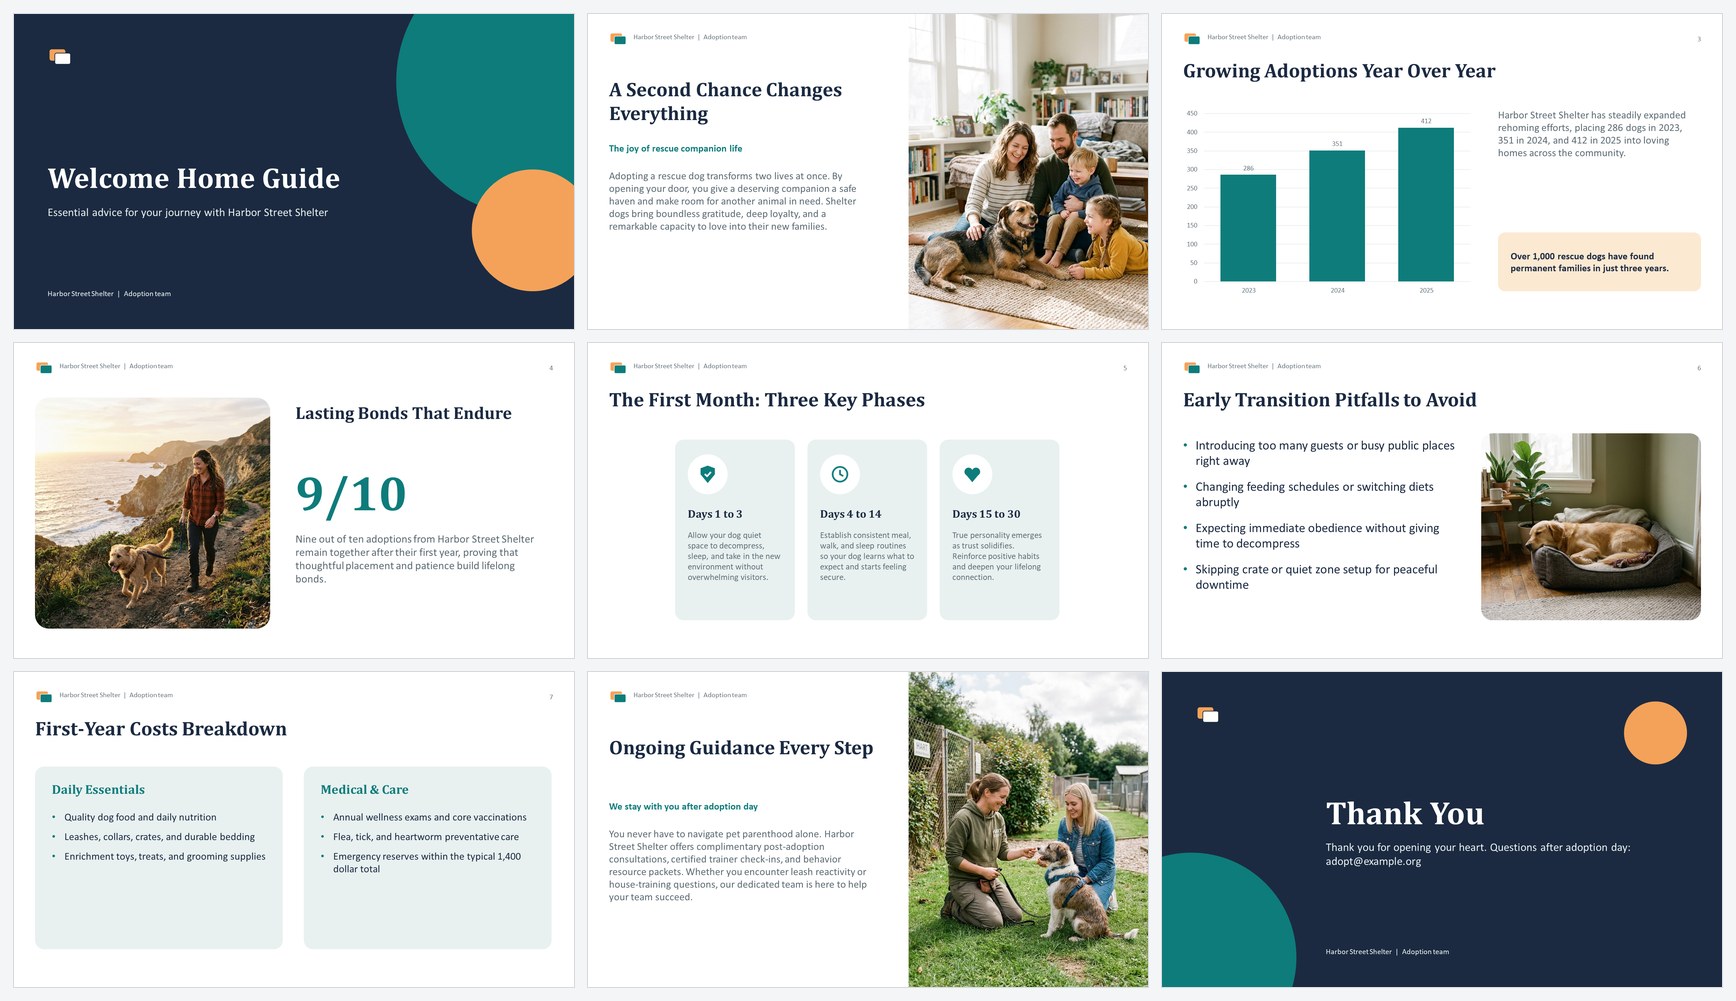 Welcome Home Guide
Essential advice for your journey with Harbor Street Shelter
Harbor Street Shelter | Adoption team
Harbor Street Shelter | Adoption team
A Second Chance Changes
Everything
The joy of rescue companion life
Adopting a rescue dog transforms two lives at once. By
opening your door, you give a deserving companion a safe
haven and make room for another animal in need. Shelter
dogs bring boundless gratitude, deep loyalty, and a
remarkable capacity to love into their new families.
Harbor Street Shelter | Adoption team
3
Growing Adoptions Year Over Year
450
400
350
300
250
200
150
100
50
0
286
351
412
2023
2024
2025
Harbor Street Shelter has steadily expanded
rehoming efforts, placing 286 dogs in 2023,
351 in 2024, and 412 in 2025 into loving
homes across the community.
Over 1,000 rescue dogs have found
permanent families in just three years.
Harbor Street Shelter | Adoption team
4
Lasting Bonds That Endure
9/10
Nine out of ten adoptions from Harbor Street Shelter
remain together after their first year, proving that
thoughtful placement and patience build lifelong
bonds.
Harbor Street Shelter | Adoption team
5
The First Month: Three Key Phases
Days 1 to 3
Allow your dog quiet
space to decompress,
sleep, and take in the new
environment without
overwhelming visitors.
Days 4 to 14
Establish consistent meal,
walk, and sleep routines
so your dog learns what to
expect and starts feeling
secure.
Days 15 to 30
True personality emerges
as trust solidifies.
Reinforce positive habits
and deepen your lifelong
connection.
Harbor Street Shelter | Adoption team
6
Early Transition Pitfalls to Avoid
• Introducing too many guests or busy public places
right away
• Changing feeding schedules or switching diets
abruptly
• Expecting immediate obedience without giving
time to decompress
• Skipping crate or quiet zone setup for peaceful
downtime
Harbor Street Shelter | Adoption team
7
First-Year Costs Breakdown
Daily Essentials
• Quality dog food and daily nutrition
• Leashes, collars, crates, and durable bedding
• Enrichment toys, treats, and grooming supplies
Medical & Care
• Annual wellness exams and core vaccinations
• Flea, tick, and heartworm preventative care
• Emergency reserves within the typical 1,400
dollar total
Harbor Street Shelter | Adoption team
Ongoing Guidance Every Step
We stay with you after adoption day
You never have to navigate pet parenthood alone. Harbor
Street Shelter offers complimentary post-adoption
consultations, certified trainer check-ins, and behavior
resource packets. Whether you encounter leash reactivity or
house-training questions, our dedicated team is here to help
your team succeed.
Thank You
Thank you for opening your heart. Questions after adoption day:
adopt@example.org
Harbor Street Shelter | Adoption team